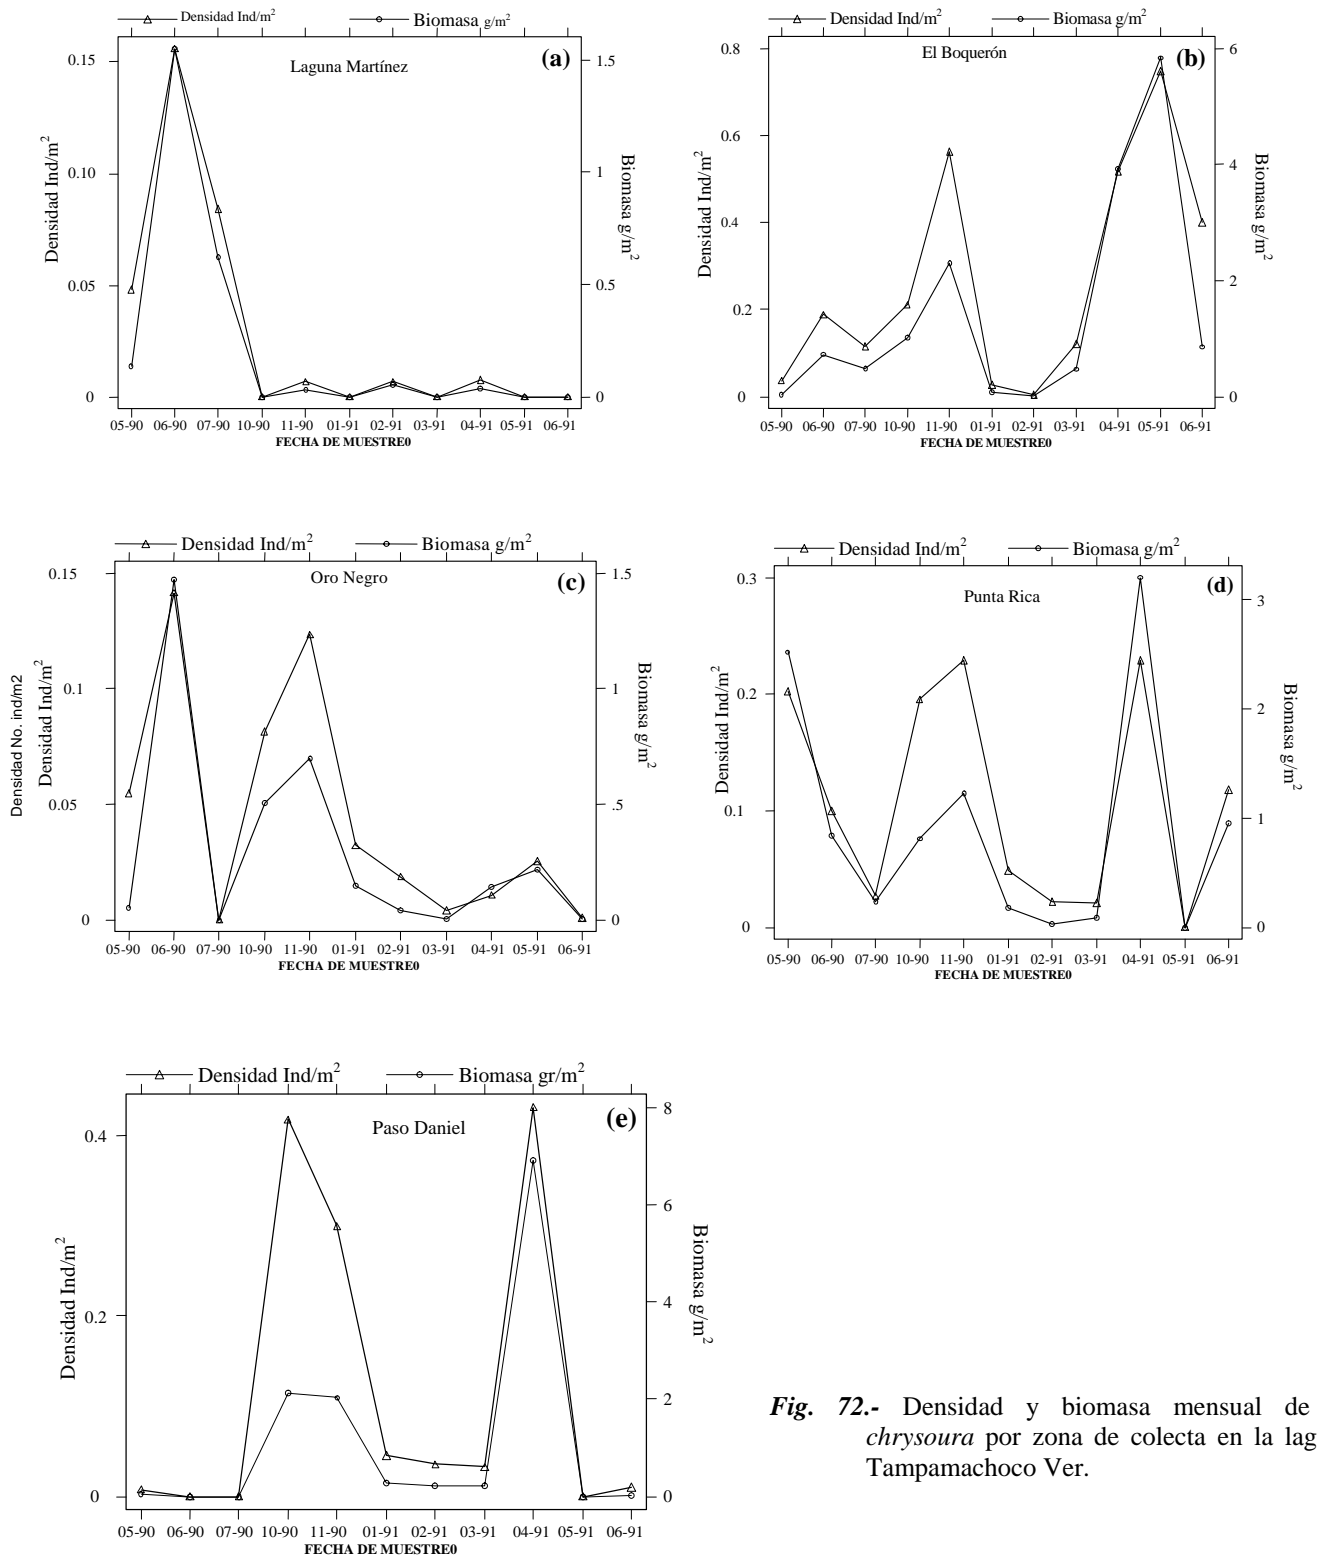 Densidad Ind/m²
Biomasa g/m²
(a)
Laguna Martínez
0.15
0.10
0.05
0
Densidad Ind/m²
1.5
1
0.5
0
Biomasa g/m²
05-90 06-90 07-90 10-90 11-90 01-91 02-91 03-91 04-91 05-91 06-91
FECHA DE MUESTRE0
Densidad Ind/m²
Biomasa g/m²
(b)
El Boquerón
0.8
0.6
0.4
0.2
0
Densidad Ind/m²
6
4
2
0
Biomasa g/m²
05-90 06-90 07-90 10-90 11-90 01-91 02-91 03-91 04-91 05-91 06-91
FECHA DE MUESTRE0
Densidad Ind/m²
Biomasa g/m²
(c)
Oro Negro
0.15
0.1
0.05
0
Densidad No. ind/m2
Densidad Ind/m²
1.5
1
.5
0
Biomasa g/m²
05-90 06-90 07-90 10-90 11-90 01-91 02-91 03-91 04-91 05-91 06-91
FECHA DE MUESTRE0
Densidad Ind/m²
Biomasa g/m²
(d)
Punta Rica
0.3
0.2
0.1
0
Densidad Ind/m²
3
2
1
0
Biomasa g/m²
05-90 06-90 07-90 10-90 11-90 01-91 02-91 03-91 04-91 05-91 06-91
FECHA DE MUESTRE0
Densidad Ind/m²
Biomasa gr/m²
(e)
Paso Daniel
0.4
0.2
0
Densidad Ind/m²
8
6
4
2
0
Biomasa g/m²
05-90 06-90 07-90 10-90 11-90 01-91 02-91 03-91 04-91 05-91 06-91
FECHA DE MUESTRE0
Fig. 72.- Densidad y biomasa mensual de
chrysoura por zona de colecta en la lag
Tampamachoco Ver.